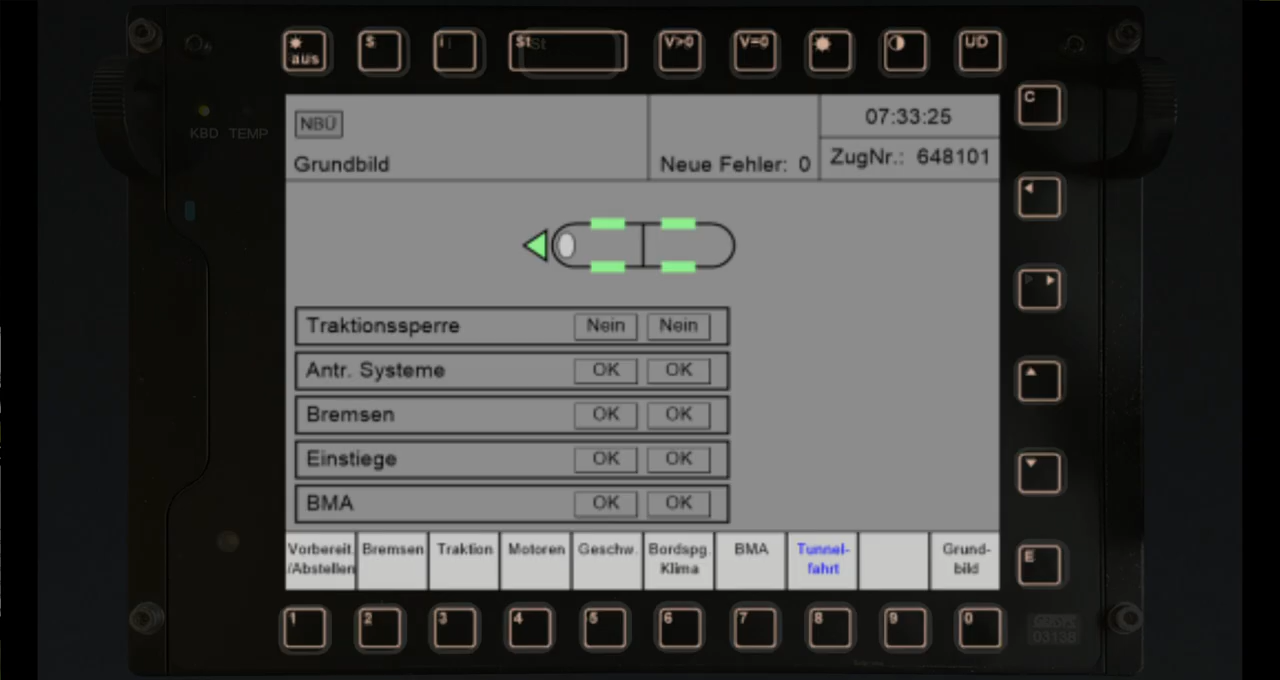 aus
S
i
St
V>0
V=0
UD
C
KBD TEMP
NBÜ
Grundbild
Neue Fehler: 0
07:33:25
ZugNr.: 648101
Traktionssperre Nein Nein
Antr. Systeme OK OK
Bremsen OK OK
Einstiege OK OK
BMA OK OK
Vorbereit.
/Abstellen
Bremsen
Traktion
Motoren
Geschw.
Bordspg.
Klima
BMA
Tunnel-
fahrt
Grund-
bild
E
1 2 3 4 5 6 7 8 9 0
03138